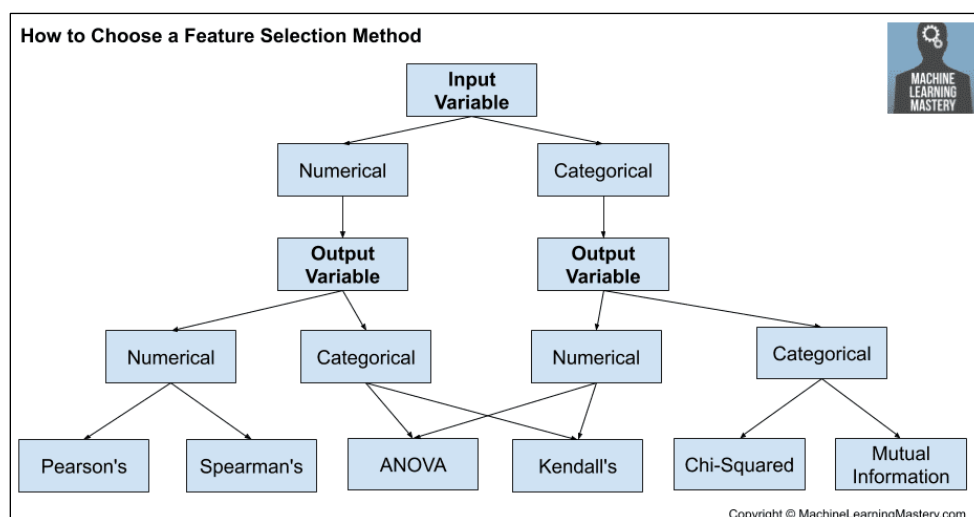 How to Choose a Feature Selection Method
MACHINE
LEARNING
MASTERY
Input
Variable
Numerical
Categorical
Output
Variable
Output
Variable
Numerical
Categorical
Numerical
Categorical
Pearson's
Spearman's
ANOVA
Kendall's
Chi-Squared
Mutual
Information
Copyright © MachineLearningMastery.com